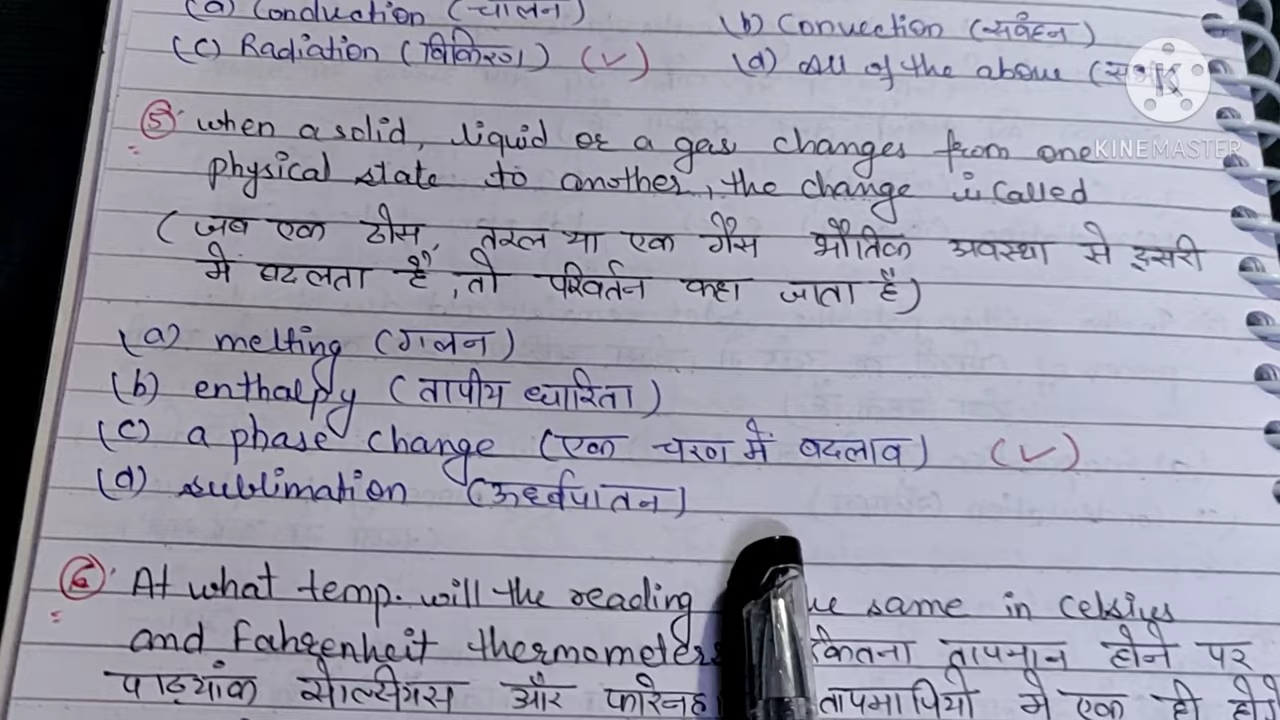 (a) Conduction (चालन) (b) Convection (संवहन)
(c) Radiation (विकिरण) (✓) (d) All of the above
K
KINEMASTER
5. when a solid, liquid or a gas changes from one
physical state to another, the change is called
(जब एक ठोस, तरल या एक गैस भौतिक अवस्था से दूसरी
में बदलता है, तो परिवर्तन कहा जाता है)
(a) melting (गलन)
(b) enthalpy (तापीय धारिता)
(c) a phase change (एक चरण में बदलाव) (✓)
(d) sublimation (ऊर्ध्वपातन)
6. At what temp. will the reading same in Celsius
and Fahrenheit thermometers कितना तापमान होने पर
पाठ्यांक सेल्सीयस और फारेनह तापमापियो मे एक ही